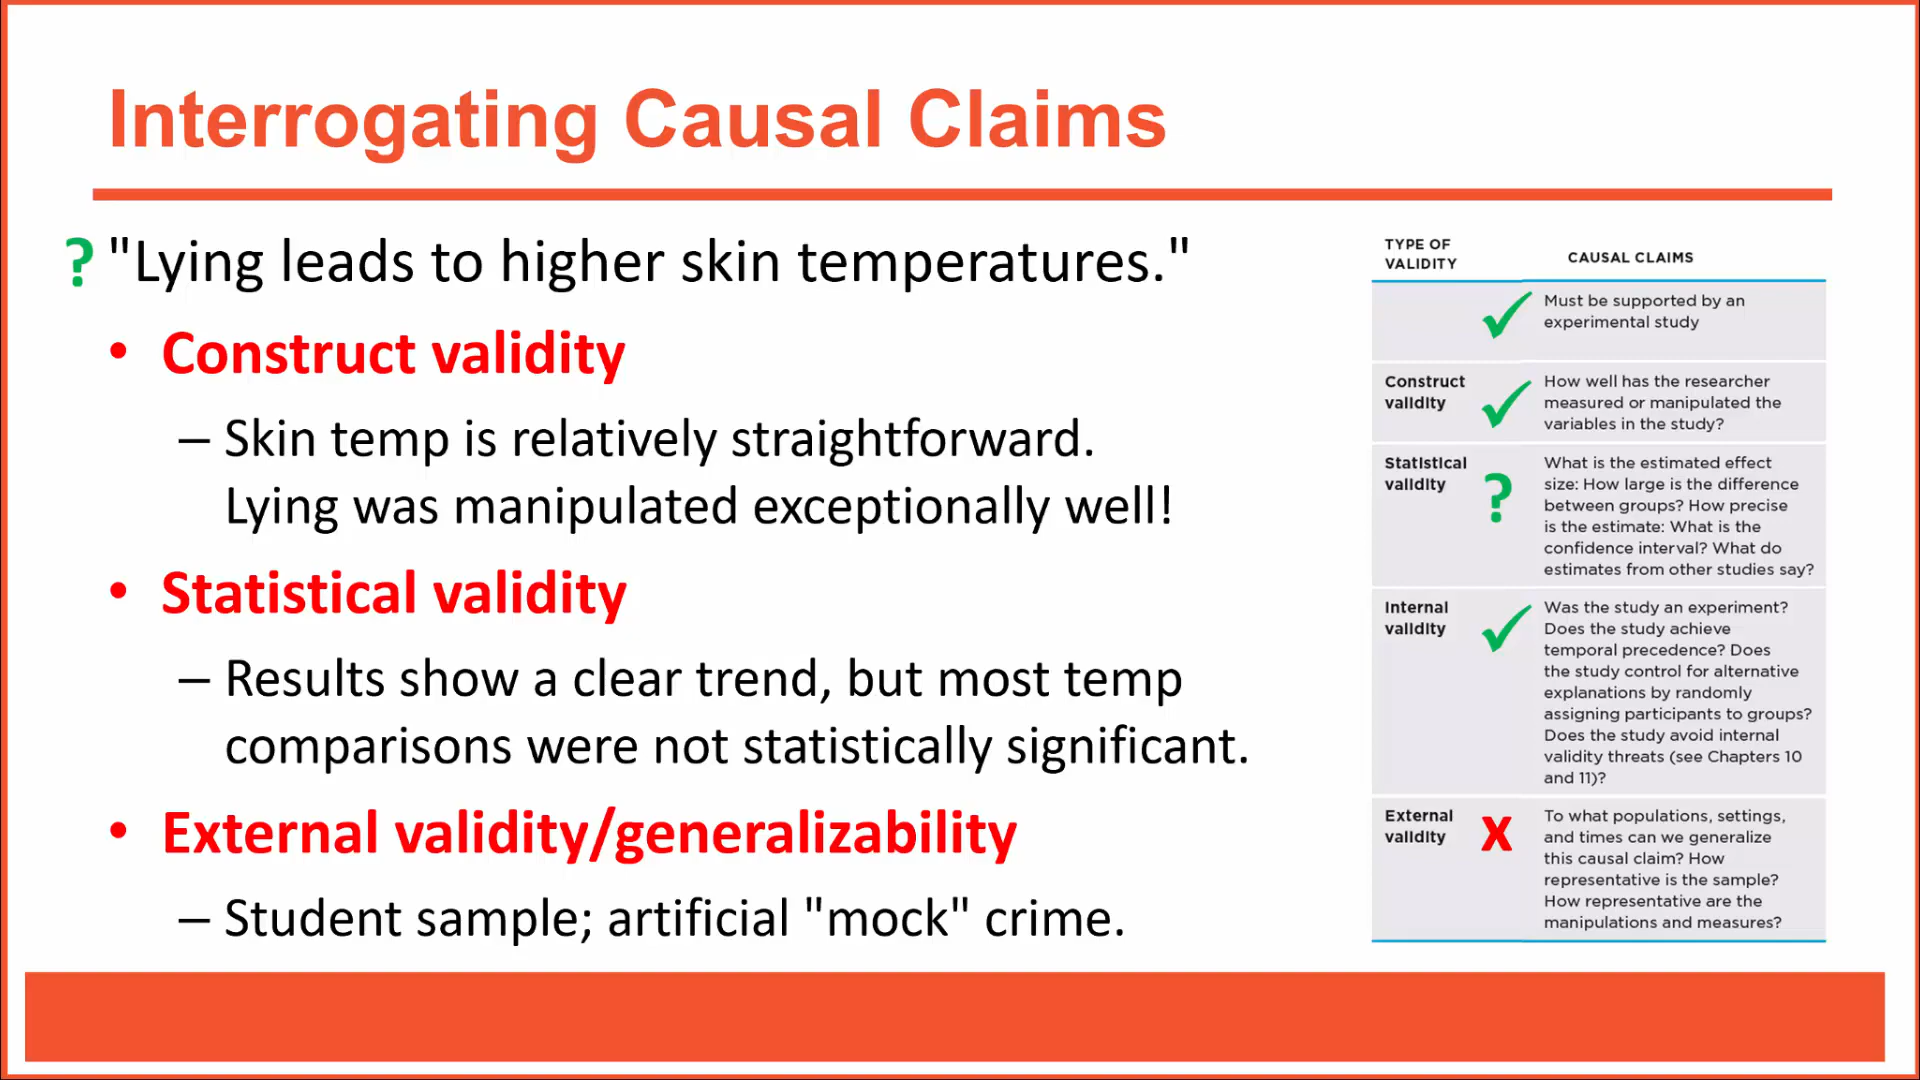 Interrogating Causal Claims
? "Lying leads to higher skin temperatures."
• Construct validity
– Skin temp is relatively straightforward.
Lying was manipulated exceptionally well!
• Statistical validity
– Results show a clear trend, but most temp
comparisons were not statistically significant.
• External validity/generalizability
– Student sample; artificial "mock" crime.
TYPE OF
VALIDITY
CAUSAL CLAIMS
✓ Must be supported by an
experimental study
Construct
validity
✓ How well has the researcher
measured or manipulated the
variables in the study?
Statistical
validity
? What is the estimated effect
size: How large is the difference
between groups? How precise
is the estimate: What is the
confidence interval? What do
estimates from other studies say?
Internal
validity
✓ Was the study an experiment?
Does the study achieve
temporal precedence? Does
the study control for alternative
explanations by randomly
assigning participants to groups?
Does the study avoid internal
validity threats (see Chapters 10
and 11)?
External
validity
X To what populations, settings,
and times can we generalize
this causal claim? How
representative is the sample?
How representative are the
manipulations and measures?